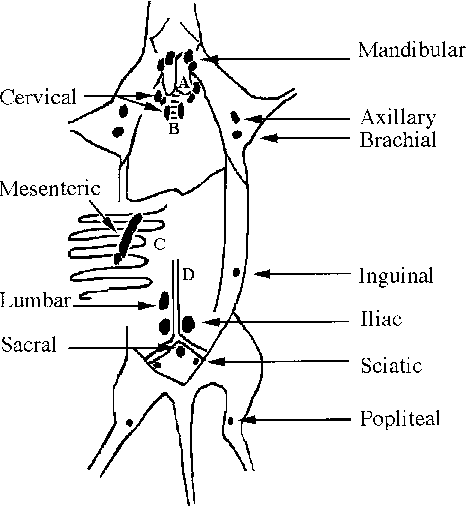 Mandibular
A
Cervical
Axillary
B
Brachial
Mesenteric
C
D
Inguinal
Lumbar
Iliac
Sacral
Sciatic
Popliteal